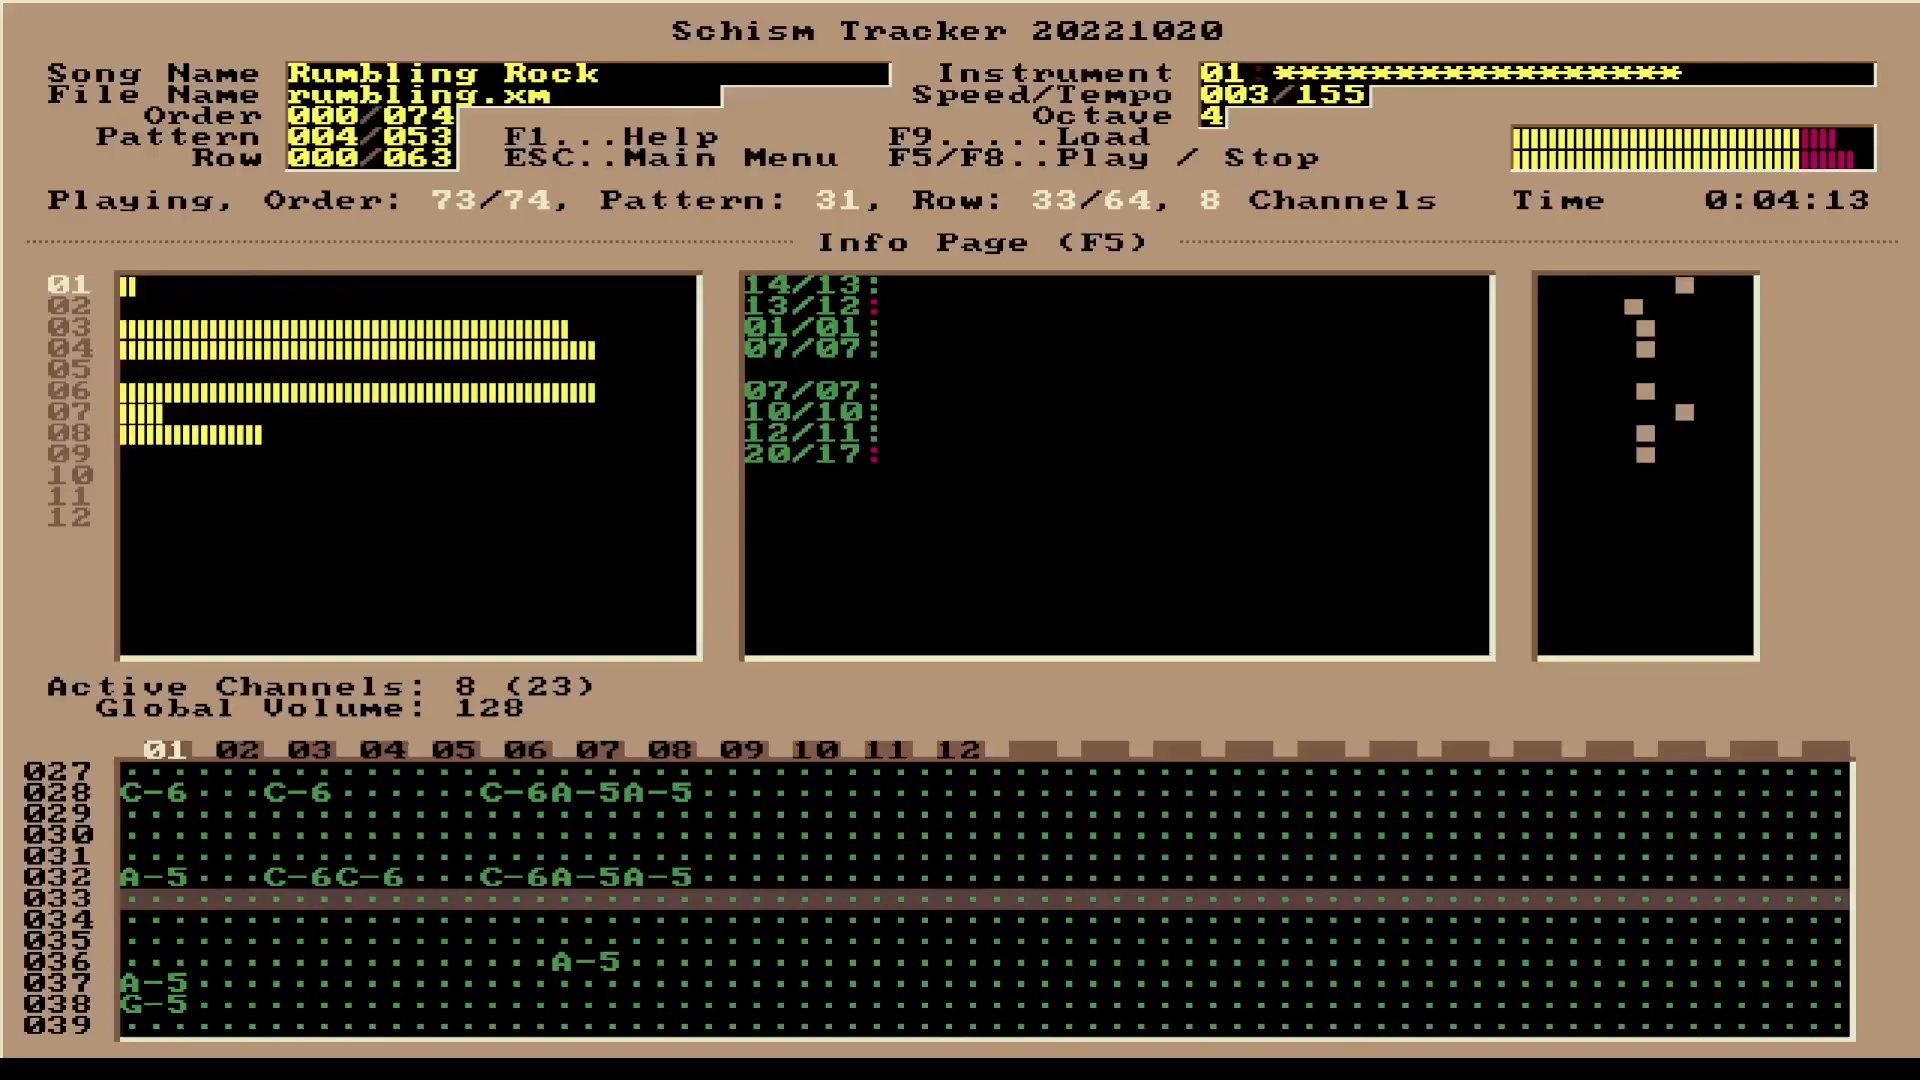 Schism Tracker 20221020
Song Name Rumbling Rock Instrument 01:******************
File Name rumbling.xm Speed/Tempo 003/155
Order 000/074 Octave 4
Pattern 004/053 F1...Help F9.....Load
Row 000/063 ESC..Main Menu F5/F8..Play / Stop
Playing, Order: 73/74, Pattern: 31, Row: 33/64, 8 Channels Time 0:04:13
Info Page (F5)
01 14/13:
02 13/12:
03 01/01:
04 07/07:
05
06 07/07:
07 10/10:
08 12/11:
09 20/17:
10
11
12
Active Channels: 8 (23)
Global Volume: 128
01 02 03 04 05 06 07 08 09 10 11 12
027
028 C-6 C-6 C-6 A-5 A-5
029
030
031
032 A-5 C-6 C-6 C-6 A-5 A-5
033
034
035
036 A-5
037 A-5
038 G-5
039